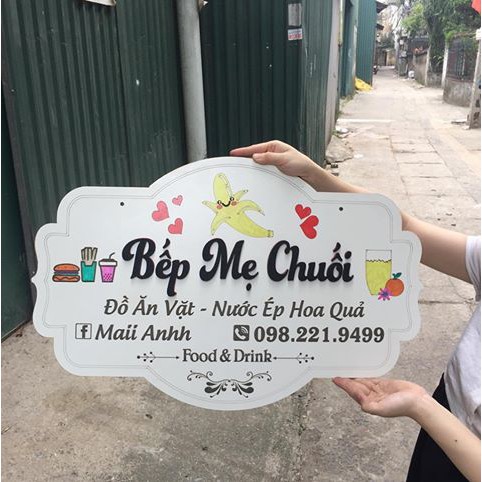 Bếp Mẹ Chuối
Đồ Ăn Vặt - Nước Ép Hoa Quả
f Maii Anhh 098.221.9499
Food & Drink